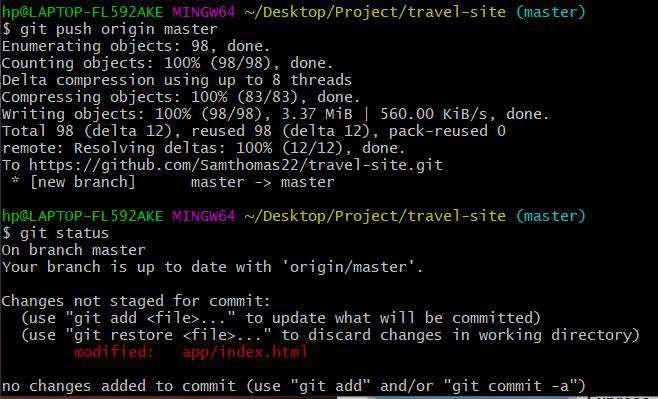 hp@LAPTOP-FL592AKE MINGW64 ~/Desktop/Project/travel-site (master)
$ git push origin master
Enumerating objects: 98, done.
Counting objects: 100% (98/98), done.
Delta compression using up to 8 threads
Compressing objects: 100% (83/83), done.
Writing objects: 100% (98/98), 3.37 MiB | 560.00 KiB/s, done.
Total 98 (delta 12), reused 98 (delta 12), pack-reused 0
remote: Resolving deltas: 100% (12/12), done.
To https://github.com/Samthomas22/travel-site.git
 * [new branch]      master -> master

hp@LAPTOP-FL592AKE MINGW64 ~/Desktop/Project/travel-site (master)
$ git status
On branch master
Your branch is up to date with 'origin/master'.

Changes not staged for commit:
  (use "git add <file>..." to update what will be committed)
  (use "git restore <file>..." to discard changes in working directory)
        modified:   app/index.html

no changes added to commit (use "git add" and/or "git commit -a")